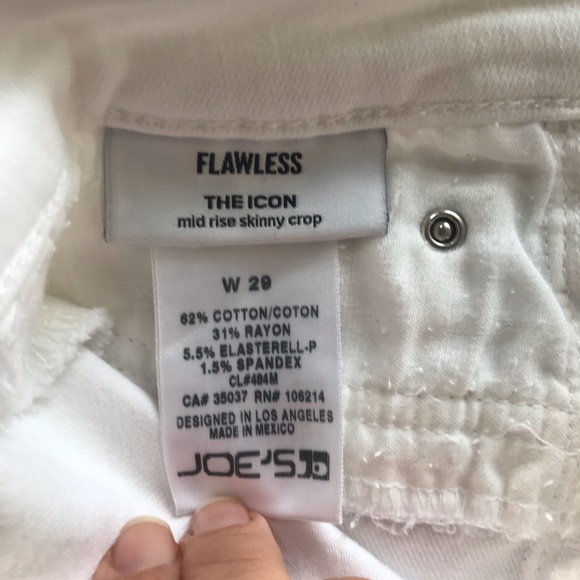 FLAWLESS
THE ICON
mid rise skinny crop
W 29
62% COTTON/COTON
31% RAYON
5.5% ELASTERELL-P
1.5% SPANDEX
CL#484M
CA# 35037 RN# 106214
DESIGNED IN LOS ANGELES
MADE IN MEXICO
JOE'S